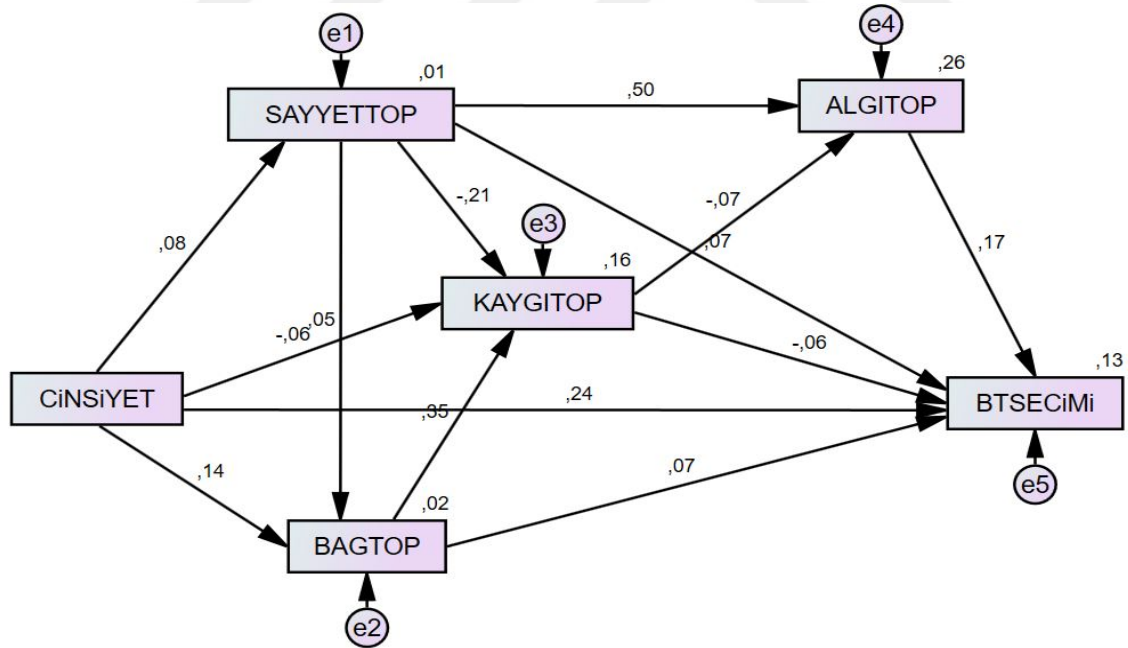 e1
e4
,01
,26
SAYYETTOP
,50
ALGITOP
-,21
-,07
e3
,08
,07
,17
,16
KAYGITOP
-,06
,05
-,06
,13
CiNSiYET
,24
BTSECiMi
,35
,14
,07
e5
,02
BAGTOP
e2